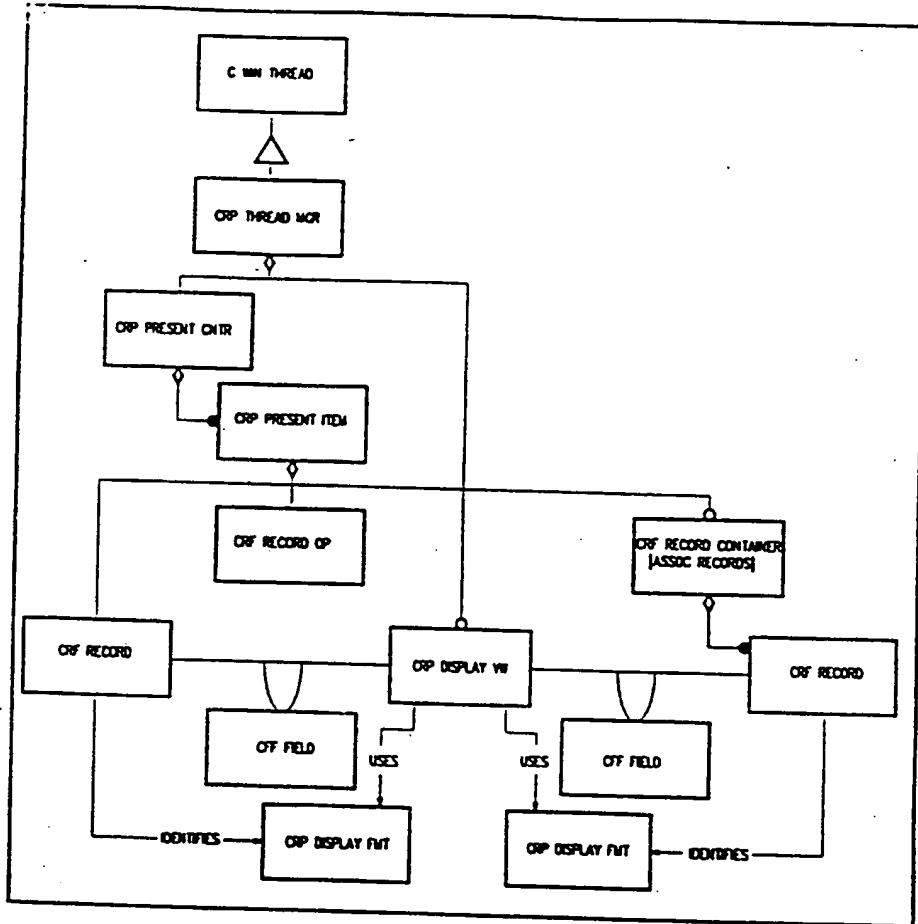 C WIN THREAD
CRP THREAD MGR
CRP PRESENT CNTR
CRP PRESENT ITEM
CRF RECORD OP
CRF RECORD CONTAINER
[ASSOC RECORDS]
CRF RECORD
CRP DISPLAY VW
CRF RECORD
CFF FIELD
USES
USES
CFF FIELD
IDENTIFIES
CRP DISPLAY FMT
CRP DISPLAY FMT
IDENTIFIES